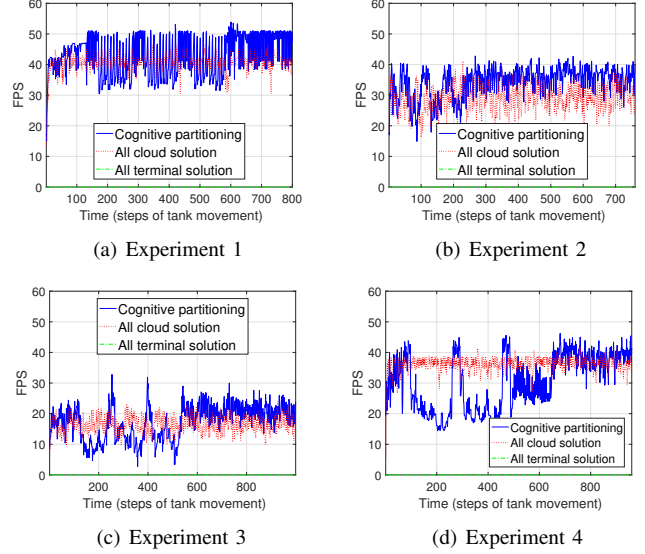 60
50
40
30
20
10
0
FPS
Cognitive partitioning
All cloud solution
All terminal solution
100 200 300 400 500 600 700 800
Time (steps of tank movement)
(a) Experiment 1
60
50
40
30
20
10
0
FPS
Cognitive partitioning
All cloud solution
All terminal solution
100 200 300 400 500 600 700
Time (steps of tank movement)
(b) Experiment 2
60
50
40
30
20
10
0
FPS
Cognitive partitioning
All cloud solution
All terminal solution
200 400 600 800
Time (steps of tank movement)
(c) Experiment 3
60
50
40
30
20
10
0
FPS
Cognitive partitioning
All cloud solution
All terminal solution
200 400 600 800
Time (steps of tank movement)
(d) Experiment 4